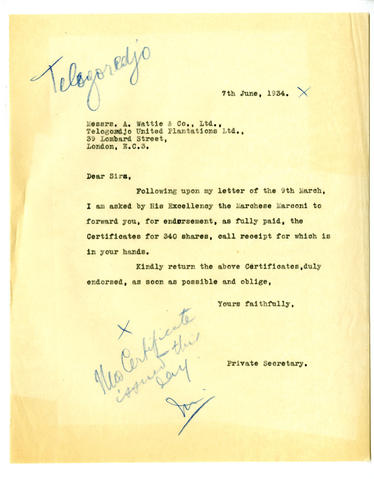 Telogoredjo
7th June, 1934.
Messrs. A. Wattie & Co., Ltd.,
Telogoredjo United Plantations Ltd.,
39 Lombard Street,
London, E.C.3.
Dear Sirs,
Following upon my letter of the 9th March,
I am asked by His Excellency the Marchese Marconi to
forward you, for endorsement, as fully paid, the
Certificates for 340 shares, call receipt for which is
in your hands.
Kindly return the above Certificates,duly
endorsed, as soon as possible and oblige,
Yours faithfully,
Private Secretary.
Certificate
issued this
day.